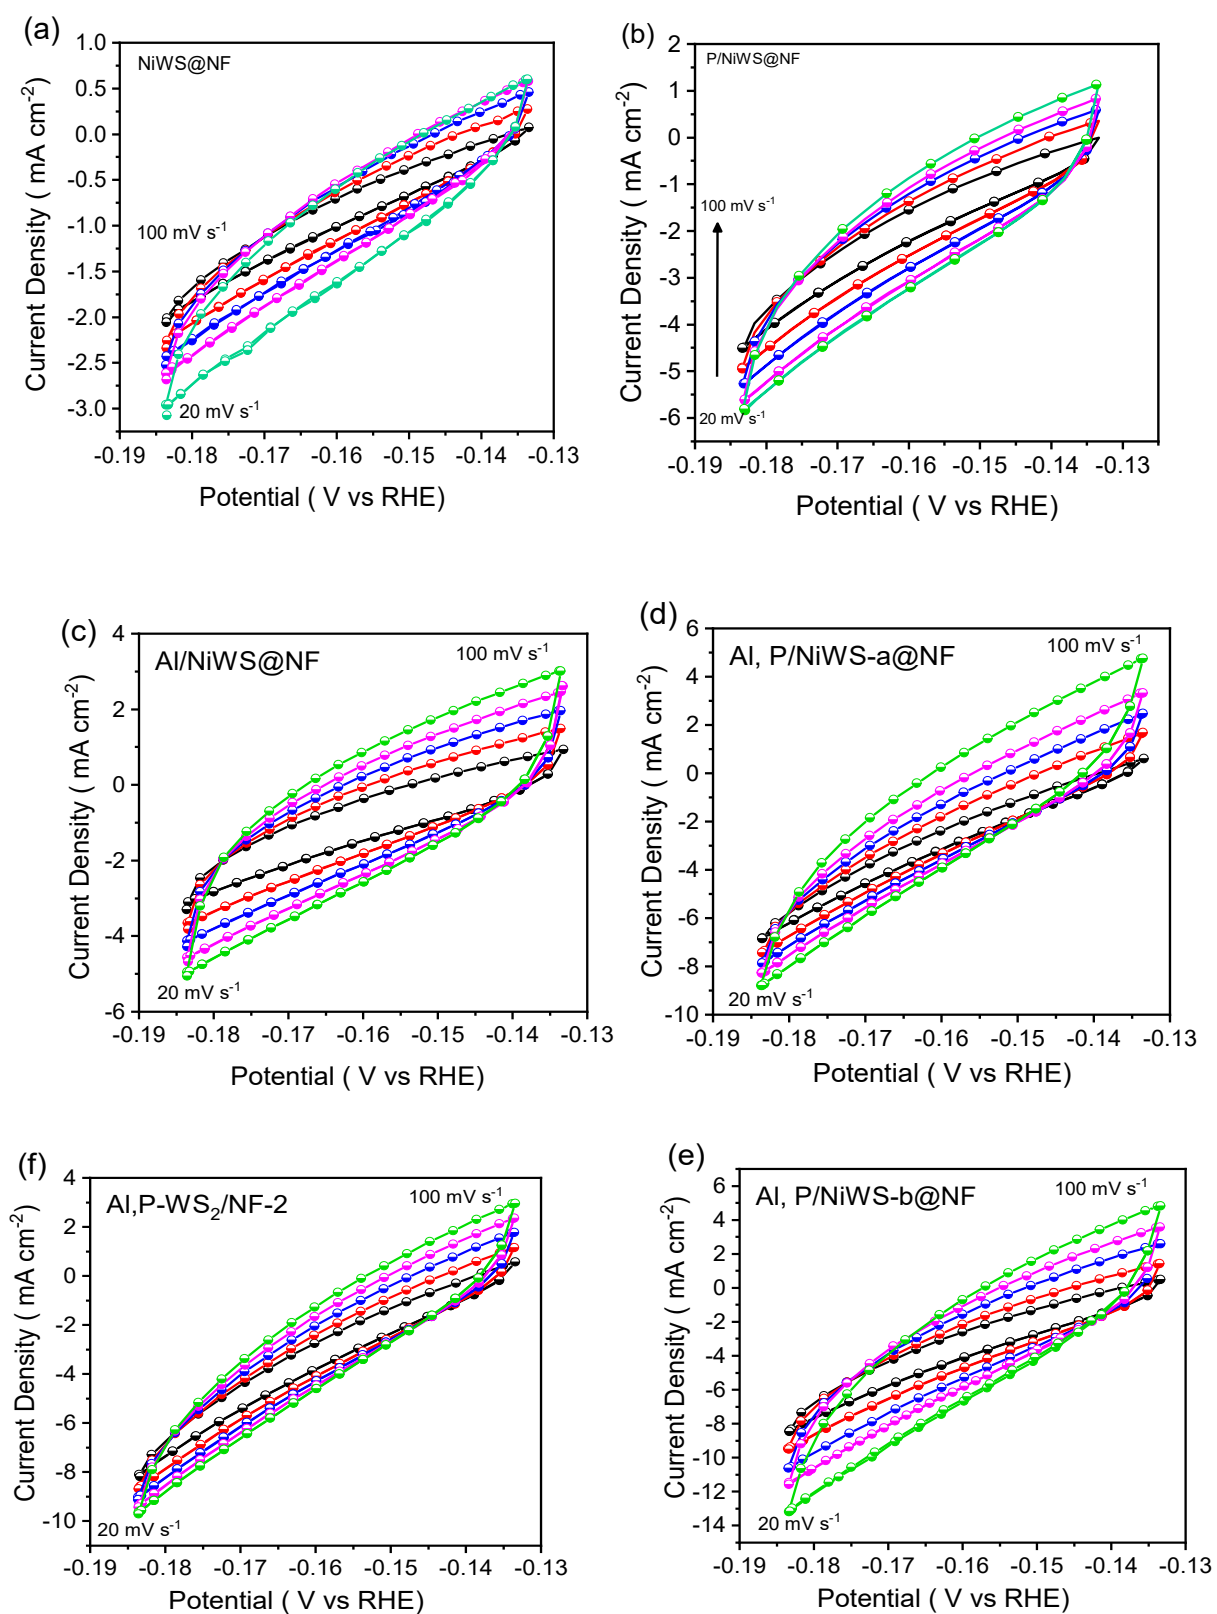 (a)
NiWS@NF
1.0
0.5
0.0
-0.5
-1.0
-1.5
-2.0
-2.5
-3.0
Current Density ( mA cm-2)
100 mV s-1
20 mV s-1
-0.19 -0.18 -0.17 -0.16 -0.15 -0.14 -0.13
Potential ( V vs RHE)
(b)
P/NiWS@NF
2
1
0
-1
-2
-3
-4
-5
-6
Current Density ( mA cm-2)
100 mV s-1
20 mV s-1
-0.19 -0.18 -0.17 -0.16 -0.15 -0.14 -0.13
Potential ( V vs RHE)
(c)
Al/NiWS@NF
100 mV s-1
4
2
0
-2
-4
-6
Current Density ( mA cm-2)
20 mV s-1
-0.19 -0.18 -0.17 -0.16 -0.15 -0.14 -0.13
Potential ( V vs RHE)
(d)
100 mV s-1
Al, P/NiWS-a@NF
6
4
2
0
-2
-4
-6
-8
-10
Current Density ( mA cm-2)
20 mV s-1
-0.19 -0.18 -0.17 -0.16 -0.15 -0.14 -0.13
Potential ( V vs RHE)
(f)
100 mV s-1
Al,P-WS2/NF-2
4
2
0
-2
-4
-6
-8
-10
Current Density ( mA cm-2)
20 mV s-1
-0.19 -0.18 -0.17 -0.16 -0.15 -0.14 -0.13
Potential ( V vs RHE)
(e)
100 mV s-1
Al, P/NiWS-b@NF
6
4
2
0
-2
-4
-6
-8
-10
-12
-14
Current Density ( mA cm-2)
20 mV s-1
-0.19 -0.18 -0.17 -0.16 -0.15 -0.14 -0.13
Potential ( V vs RHE)